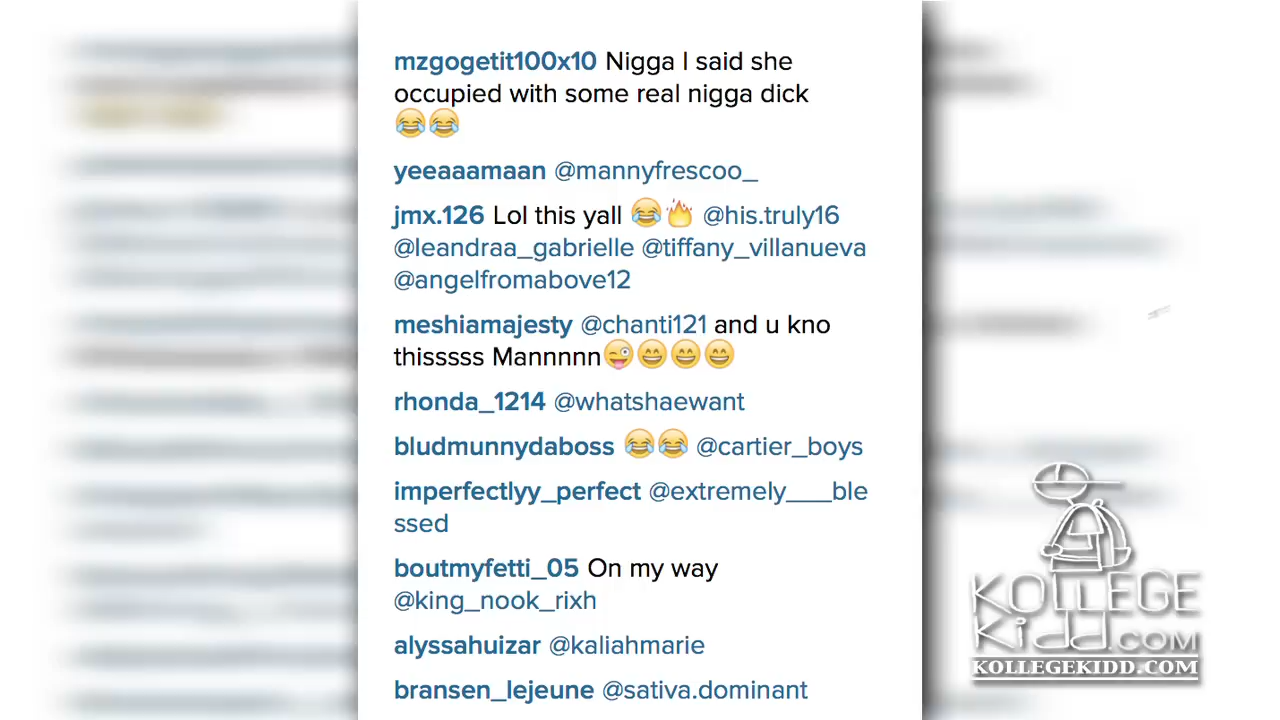 mzgogetit100x10 Nigga I said she
occupied with some real nigga dick
😂😂
yeeaaamaan @mannyfrescoo_
jmx.126 Lol this yall 😂🔥 @his.truly16
@leandraa_gabrielle @tiffany_villanueva
@angelfromabove12
meshiamajesty @chanti121 and u kno
thisssss Mannnnn😜😄😄😄
rhonda_1214 @whatshaewant
bludmunnydaboss 😂😂 @cartier_boys
imperfectlyy_perfect @extremely___ble
ssed
boutmyfetti_05 On my way
@king_nook_rixh
alyssahuizar @kaliahmarie
bransen_lejeune @sativa.dominant
KOLLEGE
Kidd.COM
KOLLEGEKIDD.COM